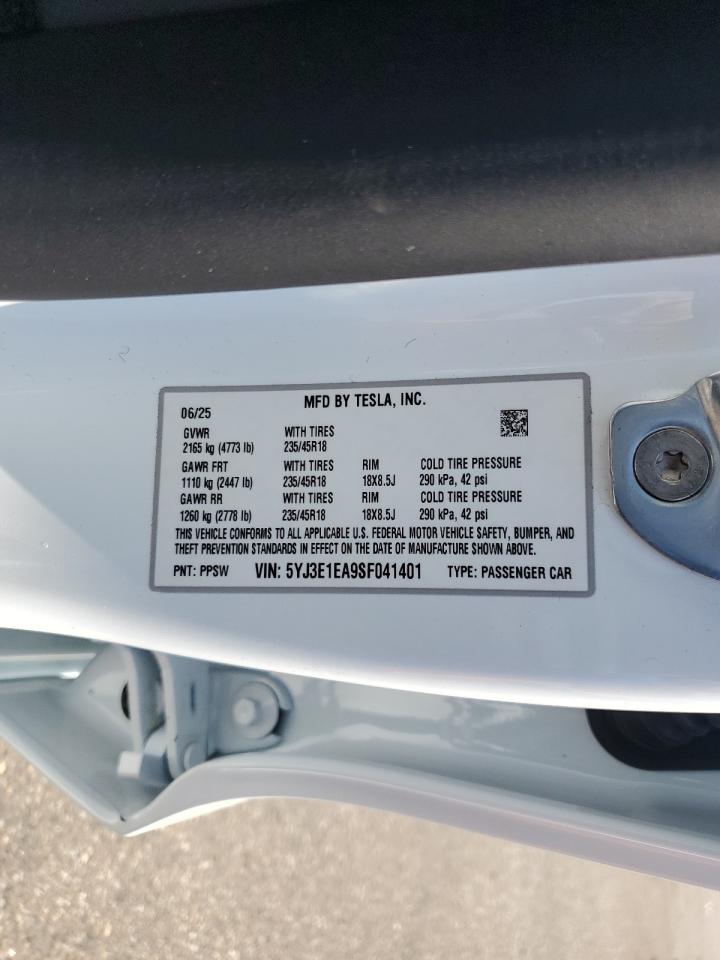 MFD BY TESLA, INC.
06/25
GVWR WITH TIRES
2165 kg (4773 lb) 235/45R18
GAWR FRT WITH TIRES RIM COLD TIRE PRESSURE
1110 kg (2447 lb) 235/45R18 18X8.5J 290 kPa, 42 psi
GAWR RR WITH TIRES RIM COLD TIRE PRESSURE
1260 kg (2778 lb) 235/45R18 18X8.5J 290 kPa, 42 psi
THIS VEHICLE CONFORMS TO ALL APPLICABLE U.S. FEDERAL MOTOR VEHICLE SAFETY, BUMPER, AND
THEFT PREVENTION STANDARDS IN EFFECT ON THE DATE OF MANUFACTURE SHOWN ABOVE.
PNT: PPSW VIN: 5YJ3E1EA9SF041401 TYPE: PASSENGER CAR